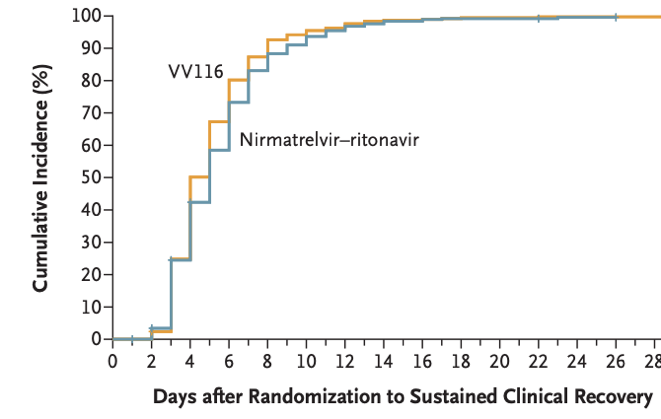 100
90
80
70
60
50
40
30
20
10
0
Cumulative Incidence (%)
VV116
Nirmatrelvir–ritonavir
0 2 4 6 8 10 12 14 16 18 20 22 24 26 28
Days after Randomization to Sustained Clinical Recovery